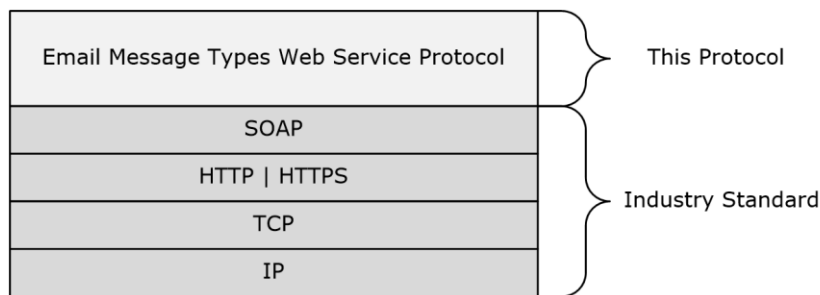 Email Message Types Web Service Protocol
This Protocol
SOAP
HTTP | HTTPS
Industry Standard
TCP
IP